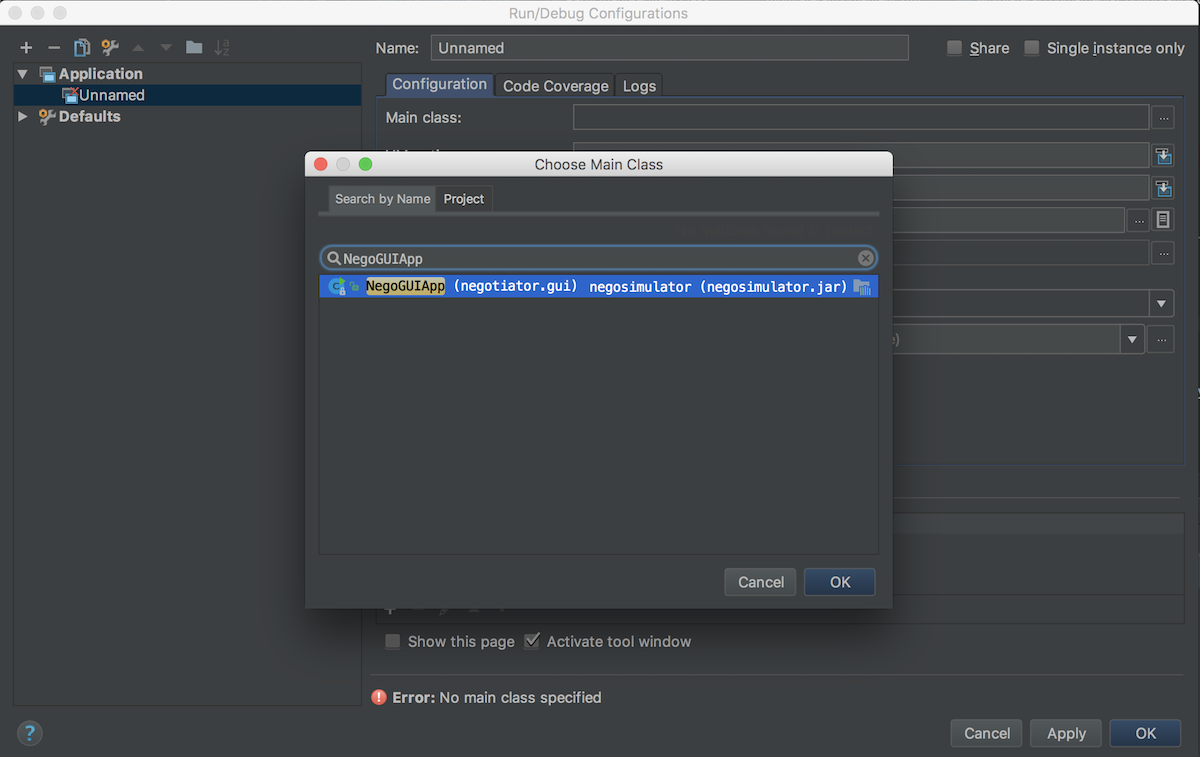 Run/Debug Configurations
Name: Unnamed Share Single instance only
Application
Unnamed
Defaults
Configuration Code Coverage Logs
Main class:
Choose Main Class
Search by Name Project
NegoGUIApp
NegoGUIApp (negotiator.gui) negosimulator (negosimulator.jar)
Cancel OK
Show this page Activate tool window
Error: No main class specified
? Cancel Apply OK